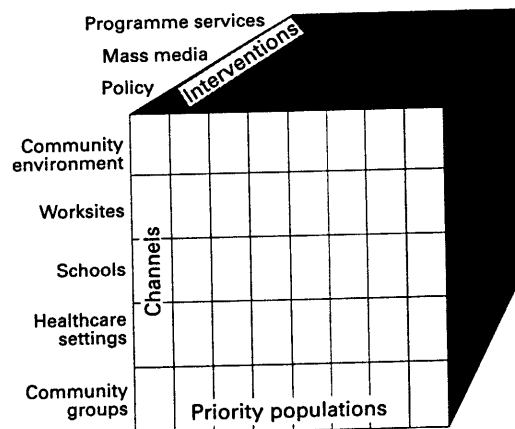 Programme services
Mass media
Policy
Interventions
Community
environment
Worksites
Schools
Healthcare
settings
Community
groups
Channels
Priority populations